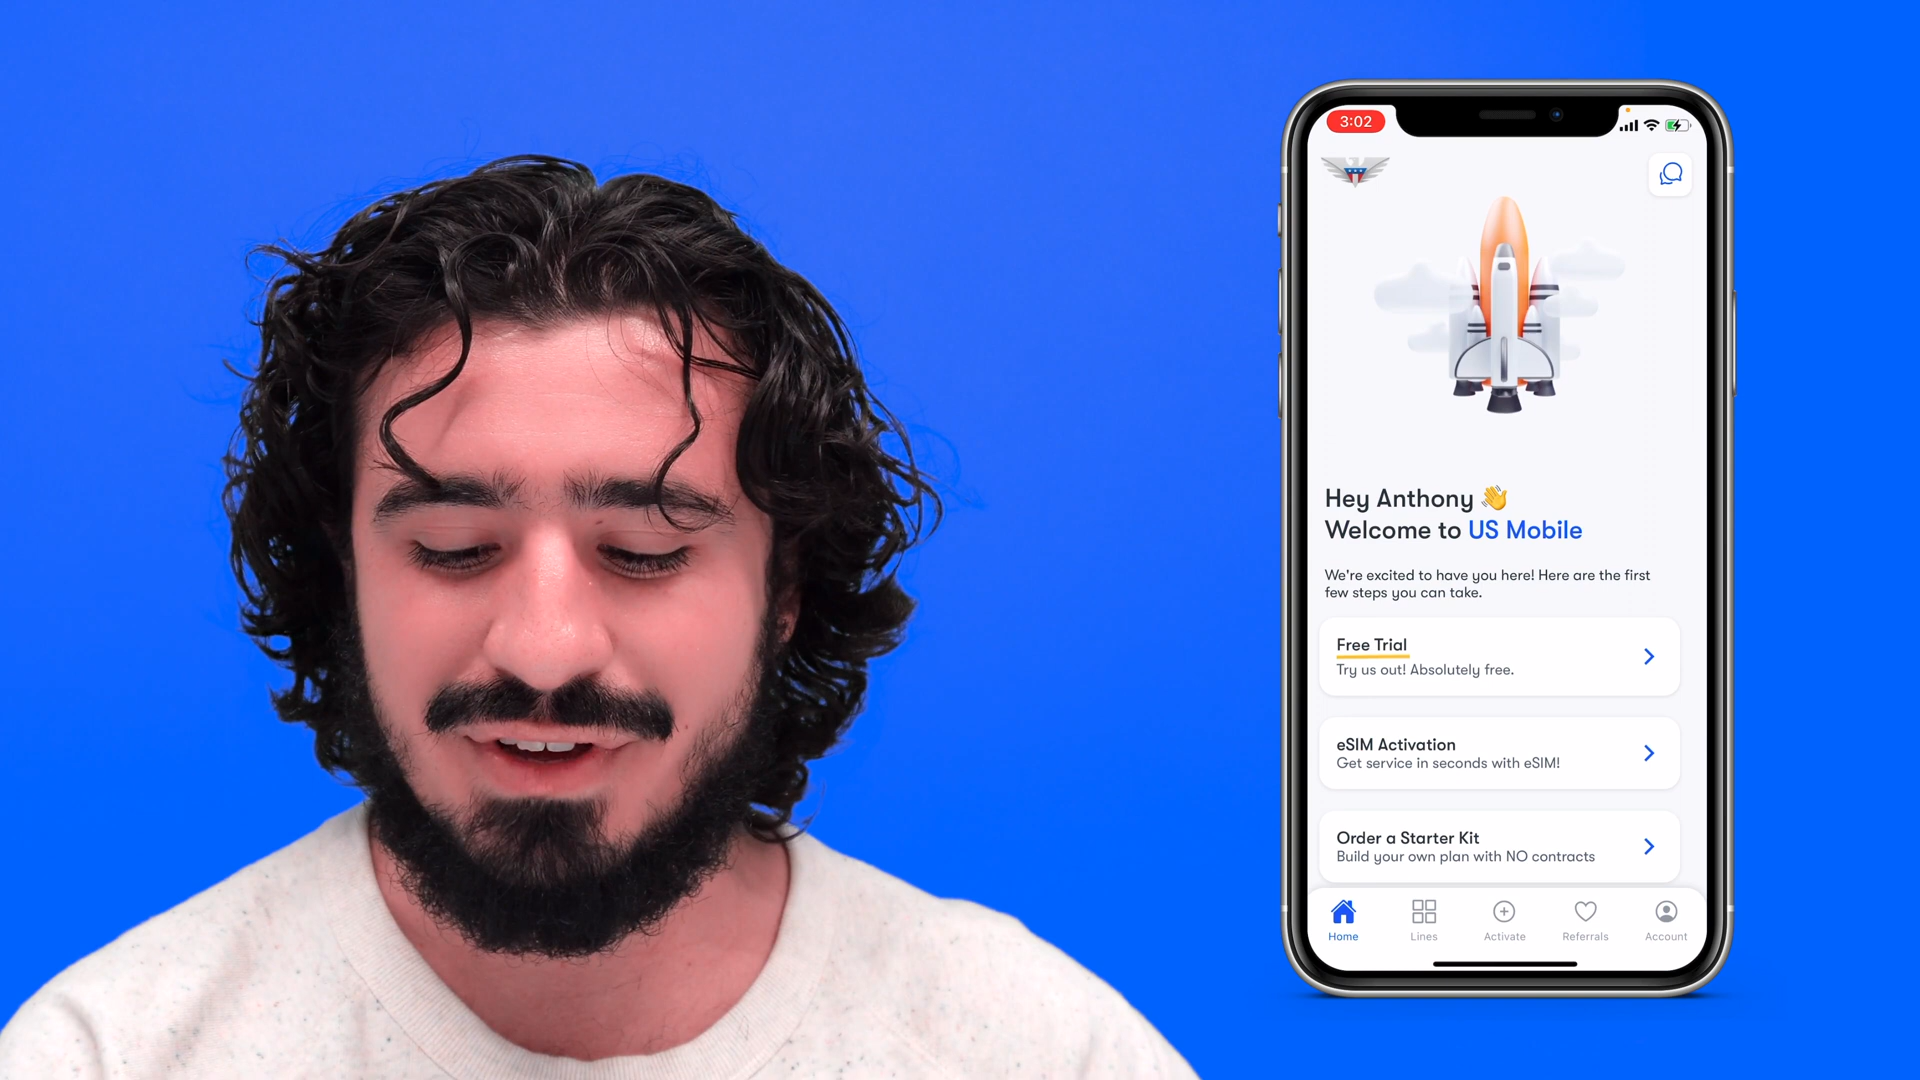 3:02
Hey Anthony 👋
Welcome to US Mobile
We're excited to have you here! Here are the first
few steps you can take.
Free Trial
Try us out! Absolutely free.
eSIM Activation
Get service in seconds with eSIM!
Order a Starter Kit
Build your own plan with NO contracts
Home
Lines
Activate
Referrals
Account